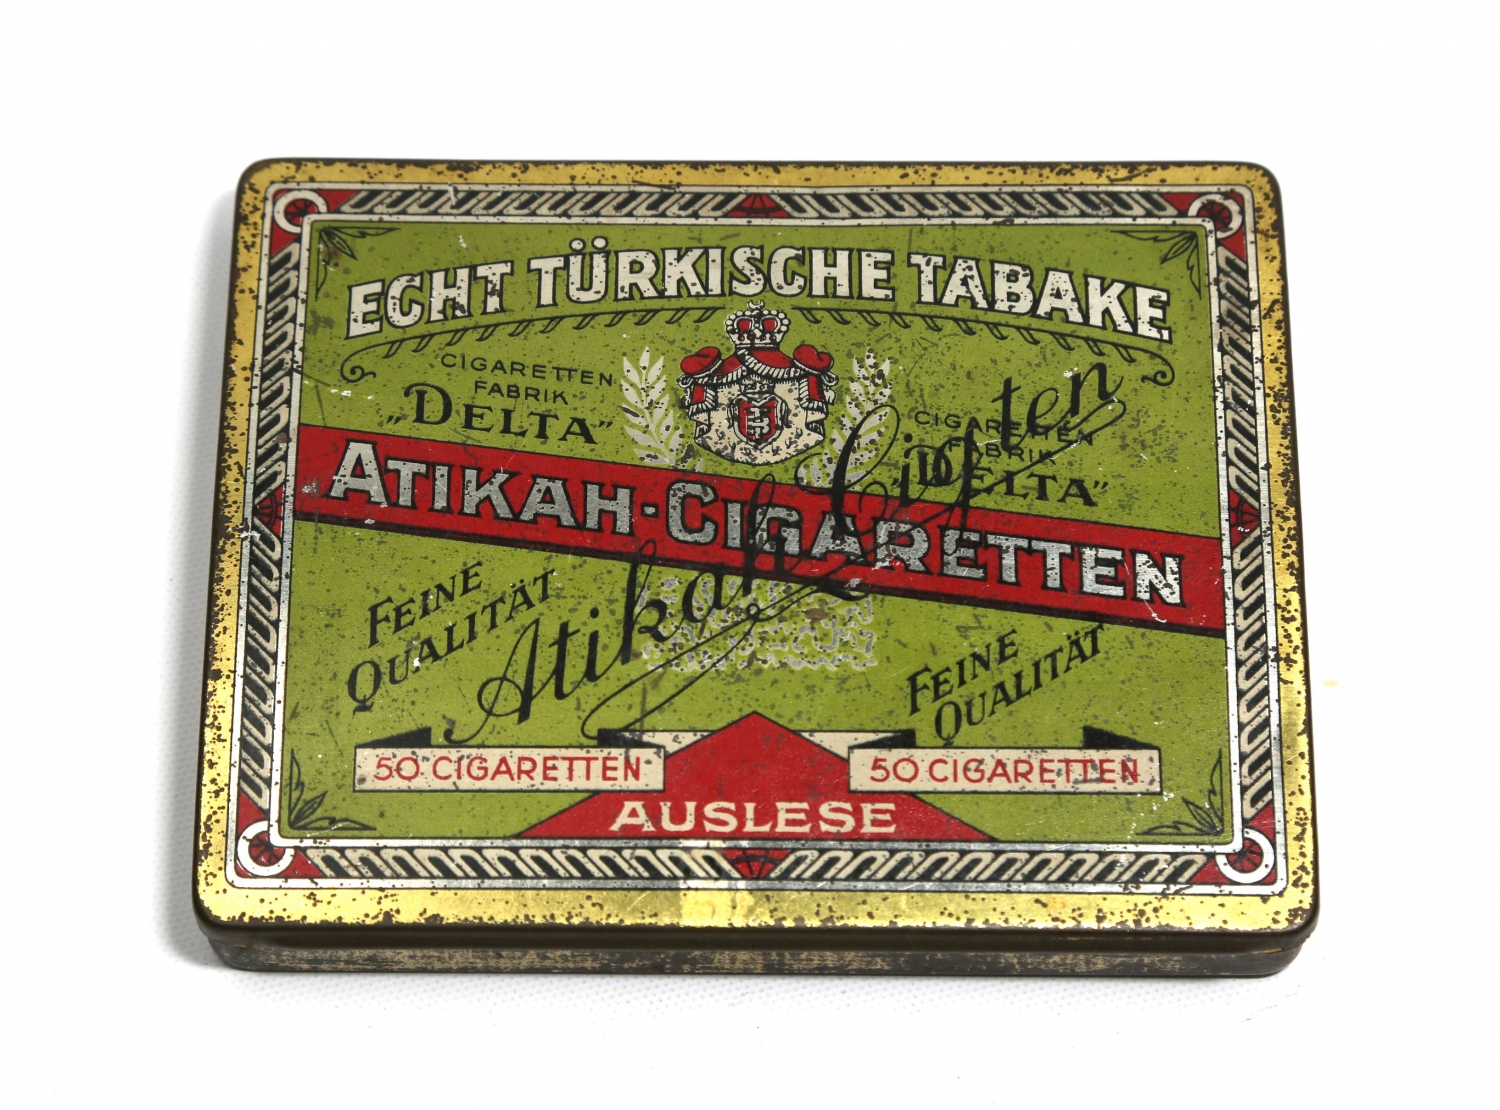 ECHT TÜRKISCHE TABAKE
CIGARETTEN
FABRIK
„DELTA”
CIGARETTEN
FABRIK
„DELTA”
ATIKAH-CIGARETTEN
Atikah Cigten
FEINE
QUALITÄT
FEINE
QUALITÄT
50 CIGARETTEN
50 CIGARETTEN
AUSLESE